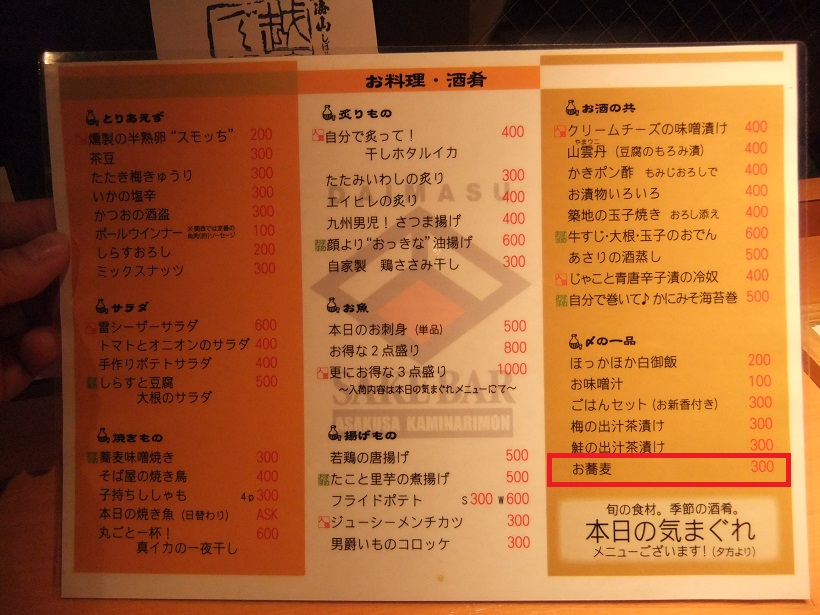 お料理・酒肴
とりあえず
燻製の半熟卵“スモッち” 200
茶豆 300
たたき梅きゅうり 300
いかの塩辛 300
かつおの酒盗 300
ポールウインナー 100
しらすおろし 200
ミックスナッツ 300
サラダ
雷シーザーサラダ 600
トマトとオニオンのサラダ 400
手作りポテトサラダ 400
しらすと豆腐 500
大根のサラダ
焼きもの
蕎麦味噌焼き 300
そば屋の焼き鳥 400
子持ちししゃも 4p 300
本日の焼き魚（日替わり） ASK
丸ごと一杯！ 600
真イカの一夜干し
炙りもの
自分で炙って！ 400
干しホタルイカ
たたみいわしの炙り 300
エイヒレの炙り 400
九州男児！さつま揚げ 400
顔より“おっきな”油揚げ 600
自家製 鶏ささみ干し 300
お魚
本日のお刺身（単品） 500
お得な２点盛り 800
更にお得な３点盛り 1000
～入荷内容は本日の気まぐれメニューにて～
揚げもの
若鶏の唐揚げ 500
たこと里芋の煮揚げ 500
フライドポテト S 300 W 600
ジューシーメンチカツ 300
男爵いものコロッケ 300
お酒の共
クリームチーズの味噌漬け 400
山雲丹（豆腐のもろみ漬） 400
やまうに
かきポン酢 もみじおろしで 400
お漬物いろいろ 400
築地の玉子焼き おろし添え 400
牛すじ・大根・玉子のおでん 600
あさりの酒蒸し 500
じゃこと青唐辛子漬の冷奴 400
自分で巻いて♪かにみそ海苔巻 500
〆の一品
ほっかほか白御飯 200
お味噌汁 100
ごはんセット（お新香付き） 300
梅の出汁茶漬け 300
鮭の出汁茶漬け 300
お蕎麦 300
旬の食材。季節の酒肴。
本日の気まぐれ
メニューございます！（夕方より）
DAIMASU
SAKE BAR
ASAKUSA KAMINARIMON